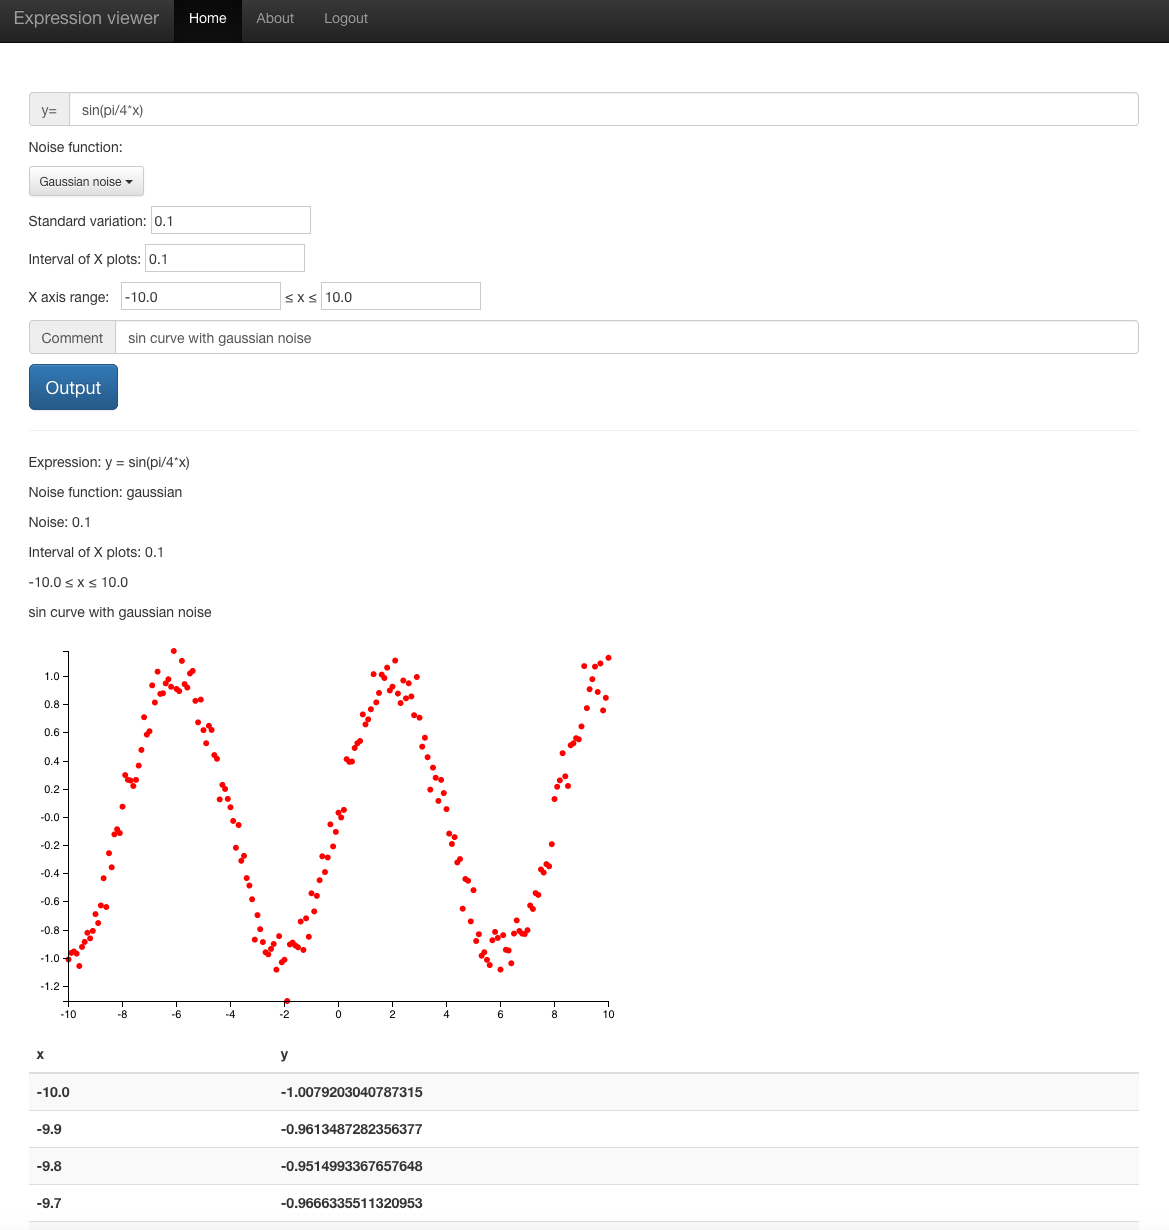 Expression viewer Home About Logout
y= sin(pi/4*x)
Noise function:
Gaussian noise
Standard variation: 0.1
Interval of X plots: 0.1
X axis range: -10.0 ≤ x ≤ 10.0
Comment sin curve with gaussian noise
Output
Expression: y = sin(pi/4*x)
Noise function: gaussian
Noise: 0.1
Interval of X plots: 0.1
-10.0 ≤ x ≤ 10.0
sin curve with gaussian noise
1.0
0.8
0.6
0.4
0.2
-0.0
-0.2
-0.4
-0.6
-0.8
-1.0
-1.2
-10 -8 -6 -4 -2 0 2 4 6 8 10
x y
-10.0 -1.0079203040787315
-9.9 -0.9613487282356377
-9.8 -0.9514993367657648
-9.7 -0.9666335511320953